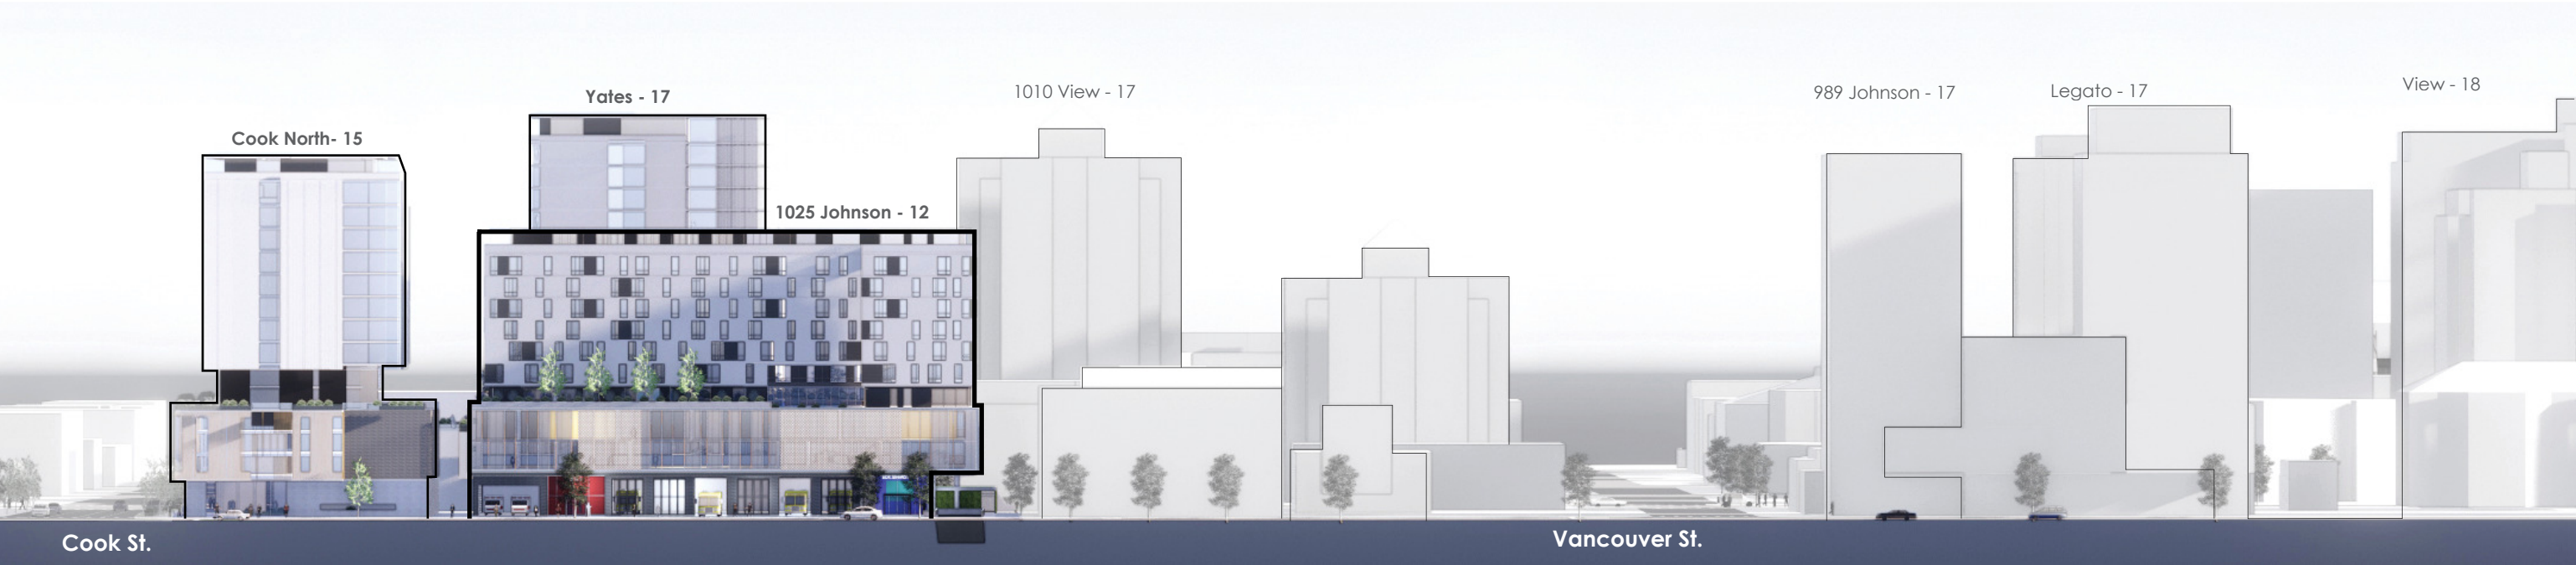 Cook North- 15
Yates - 17
1025 Johnson - 12
1010 View - 17
989 Johnson - 17
Legato - 17
View - 18
Cook St.
Vancouver St.